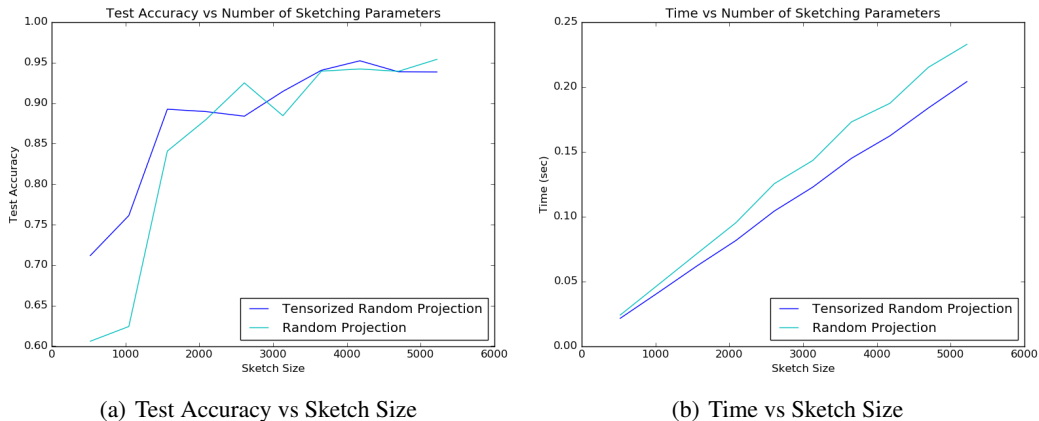 Test Accuracy vs Number of Sketching Parameters
1.00
0.95
0.90
0.85
0.80
0.75
0.70
0.65
0.60
Test Accuracy
0
1000
2000
3000
4000
5000
6000
Sketch Size
Tensorized Random Projection
Random Projection
(a) Test Accuracy vs Sketch Size
Time vs Number of Sketching Parameters
0.25
0.20
0.15
0.10
0.05
0.00
Time (sec)
0
1000
2000
3000
4000
5000
6000
Sketch Size
Tensorized Random Projection
Random Projection
(b) Time vs Sketch Size